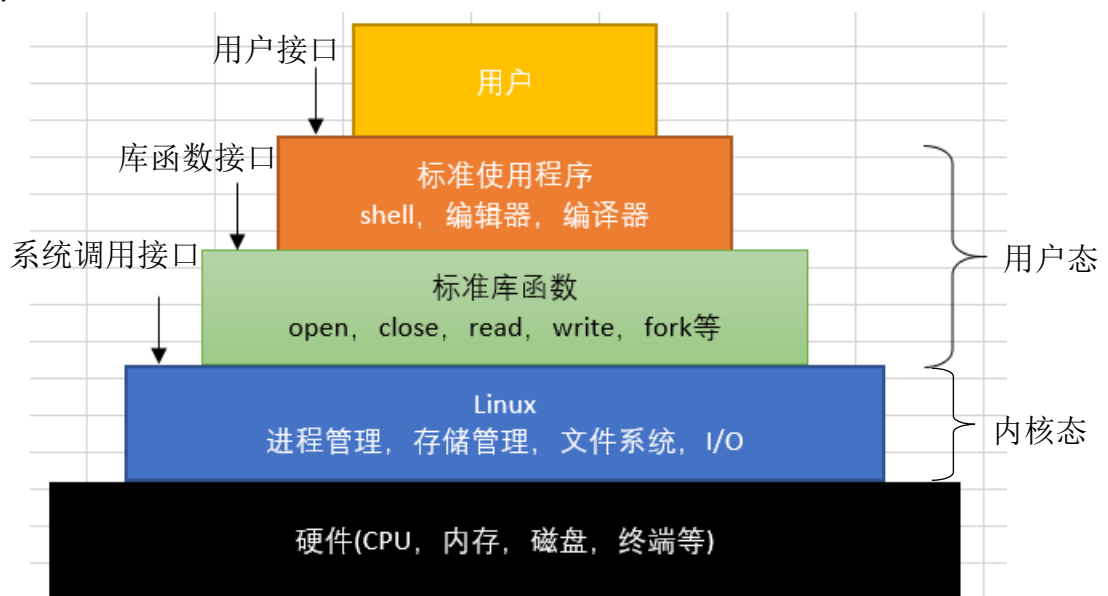 用户接口
用户
库函数接口
标准使用程序
shell, 编辑器, 编译器
系统调用接口
用户态
标准库函数
open, close, read, write, fork等
Linux
进程管理, 存储管理, 文件系统, I/O
内核态
硬件(CPU, 内存, 磁盘, 终端等)